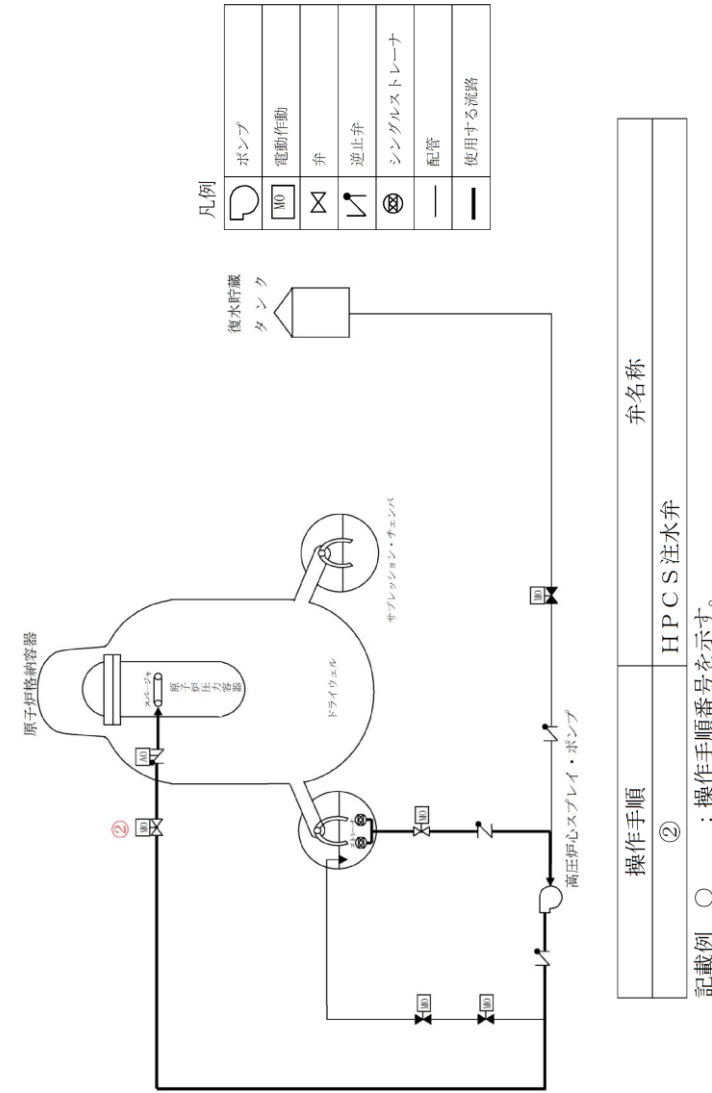 原子炉格納容器
スパージャ
原子炉
圧力容器
ドライウェル
サプレッション・チェンバ
ストレーナ
復水貯蔵
タンク
高圧炉心スプレイ・ポンプ
②
MO
AO
MO
MO
MO
MO
凡例
ポンプ
MO 電動作動
弁
逆止弁
シングルストレーナ
配管
使用する流路
操作手順 弁名称
② HPCS注水弁
記載例 ○ :操作手順番号を示す。